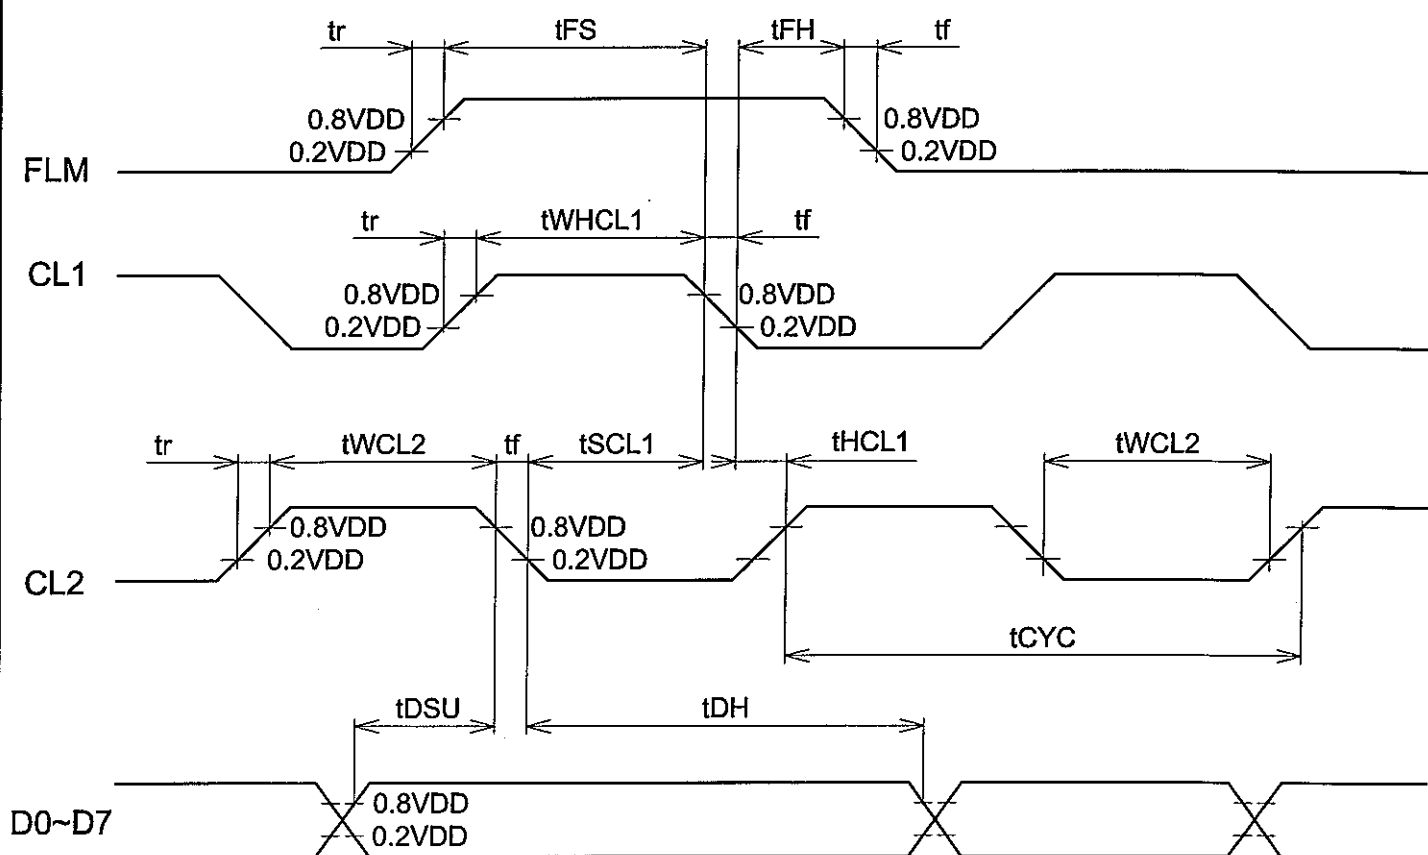 tr tFS tFH tf
0.8VDD 0.8VDD
0.2VDD 0.2VDD
FLM
tr tWHCL1 tf
CL1
0.8VDD 0.8VDD
0.2VDD 0.2VDD
tr tWCL2 tf tSCL1 tHCL1 tWCL2
0.8VDD 0.8VDD
0.2VDD 0.2VDD
CL2
tCYC
tDSU tDH
0.8VDD
D0~D7
0.2VDD